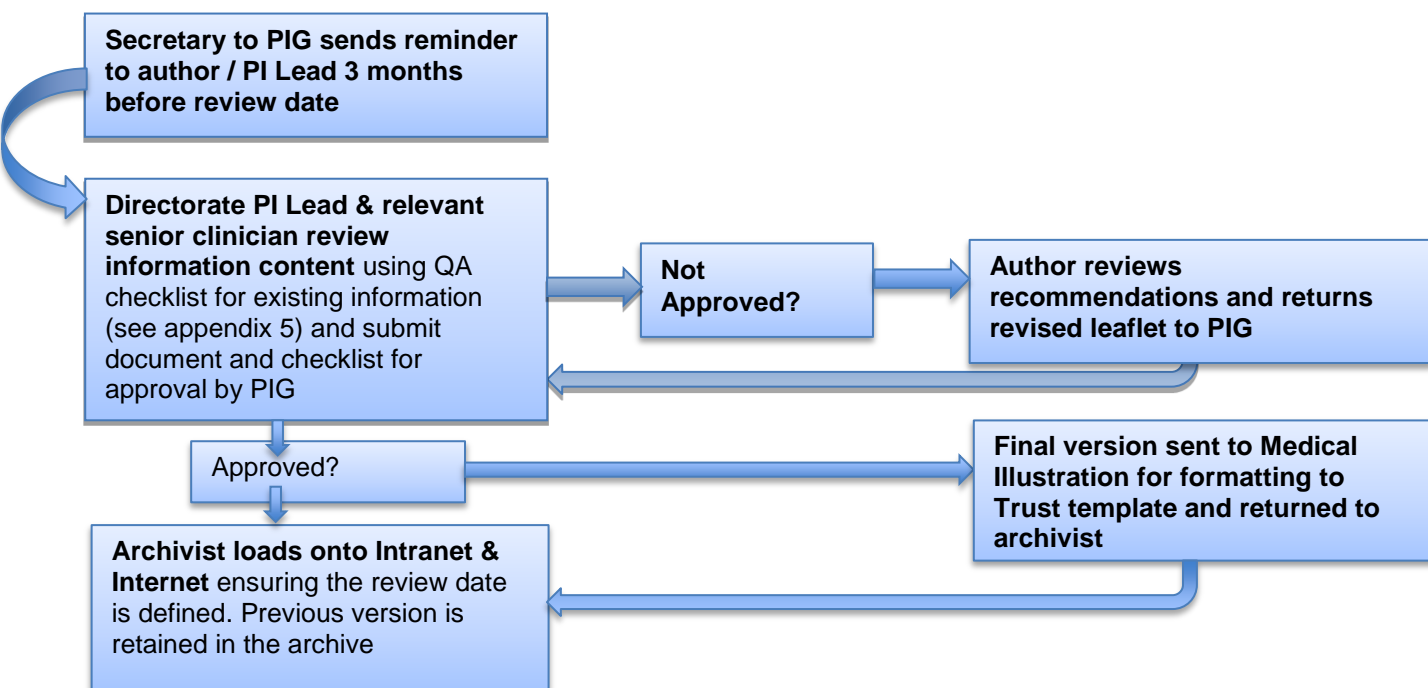 Secretary to PIG sends reminder
to author / PI Lead 3 months
before review date
Directorate PI Lead & relevant
senior clinician review
information content using QA
checklist for existing information
(see appendix 5) and submit
document and checklist for
approval by PIG
Not
Approved?
Author reviews
recommendations and returns
revised leaflet to PIG
Approved?
Final version sent to Medical
Illustration for formatting to
Trust template and returned to
archivist
Archivist loads onto Intranet &
Internet ensuring the review date
is defined. Previous version is
retained in the archive